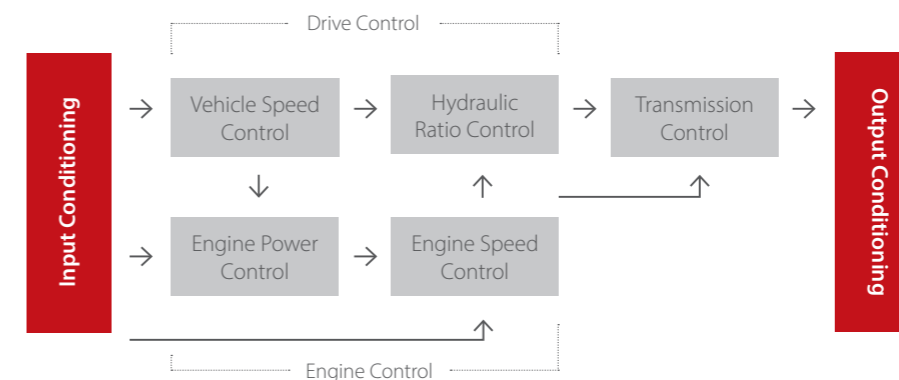 Drive Control
Input Conditioning
Vehicle Speed
Control
Hydraulic
Ratio Control
Transmission
Control
Output Conditioning
Engine Power
Control
Engine Speed
Control
Engine Control